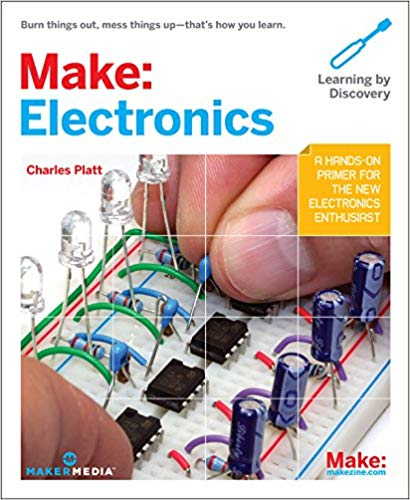 Burn things out, mess things up—that's how you learn.
Make:
Electronics
Learning by
Discovery
Charles Platt
A HANDS-ON
PRIMER FOR
THE NEW
ELECTRONICS
ENTHUSIAST
MAKERMEDIA™
Make:
makezine.com